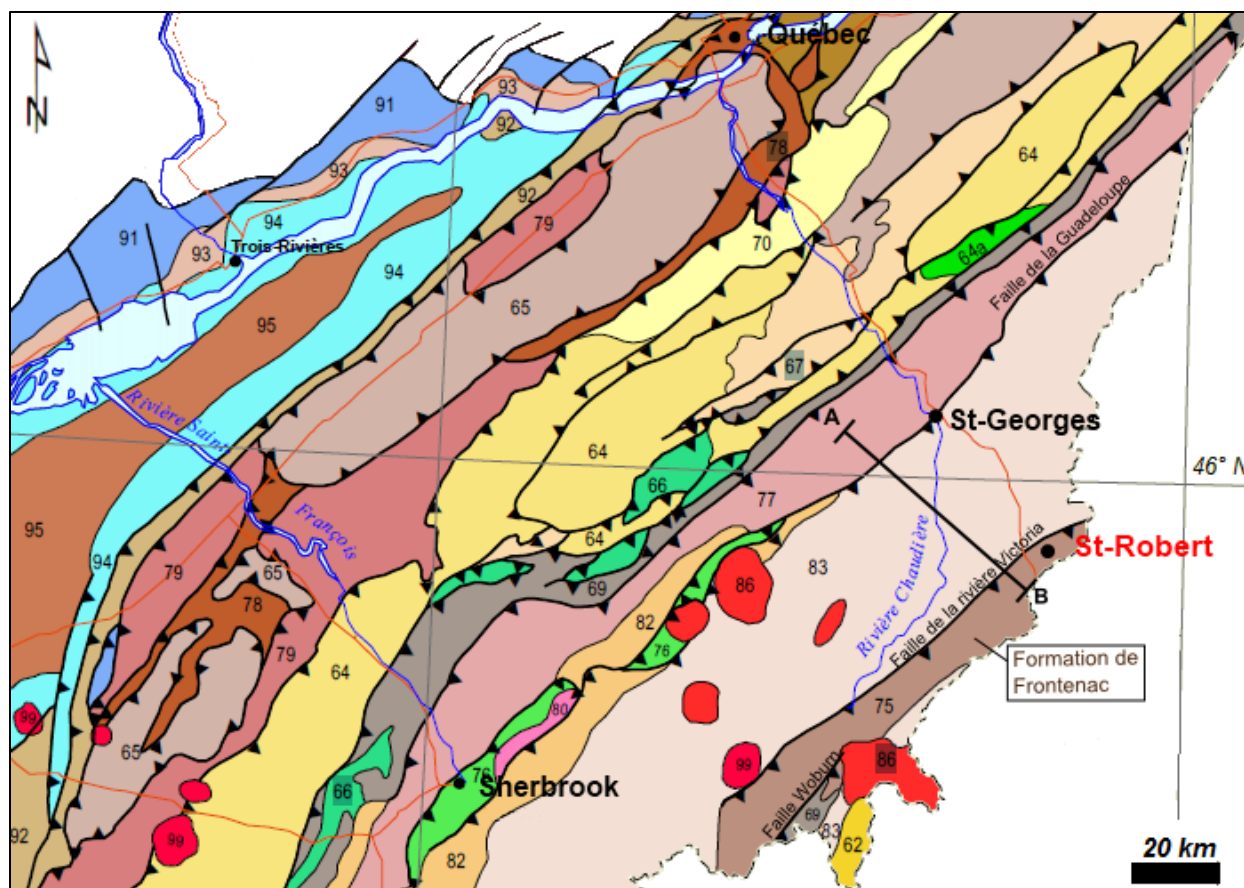 Québec
N
91
93
92
93
94
Trois-Rivières
91
93
92
79
78
64
94
70
64a
Faille de la Guadeloupe
65
95
67
Rivière Saint
A
St-Georges
64
46° N
66
77
François
64
Rivière Chaudière
Faille de la rivière Victoria
St-Robert
95
94
79
65
69
86
83
B
78
82
76
Formation de
Frontenac
79
64
80
75
99
65
99
86
Faille Woburn
66
76
Sherbrook
69
83
62
92
99
82
20 km